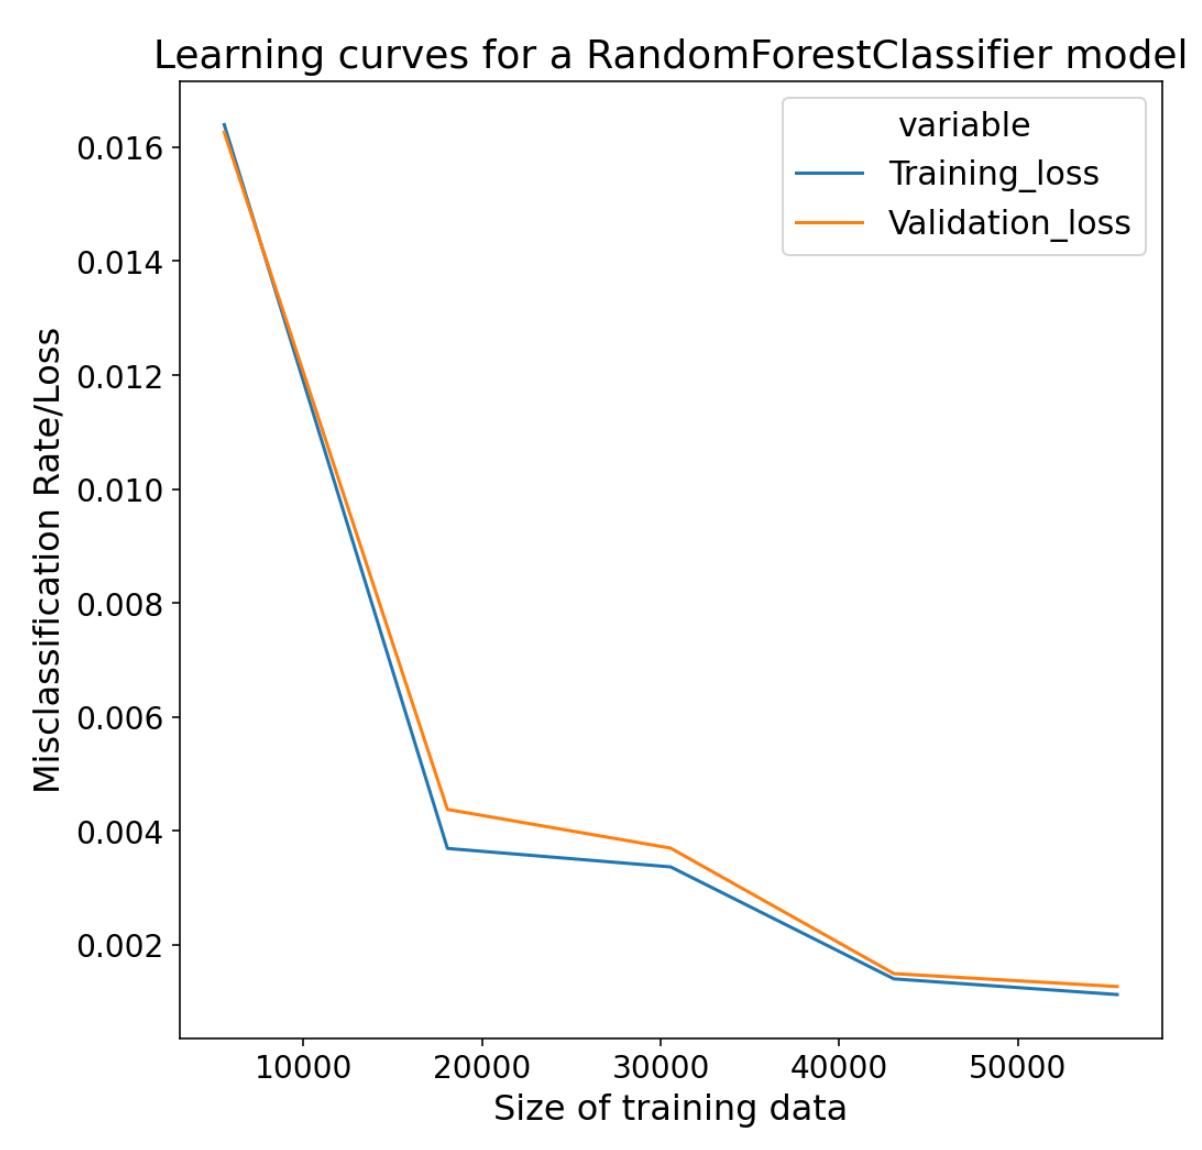 Learning curves for a RandomForestClassifier model
variable
Training_loss
Validation_loss
Misclassification Rate/Loss
0.016
0.014
0.012
0.010
0.008
0.006
0.004
0.002
10000 20000 30000 40000 50000
Size of training data